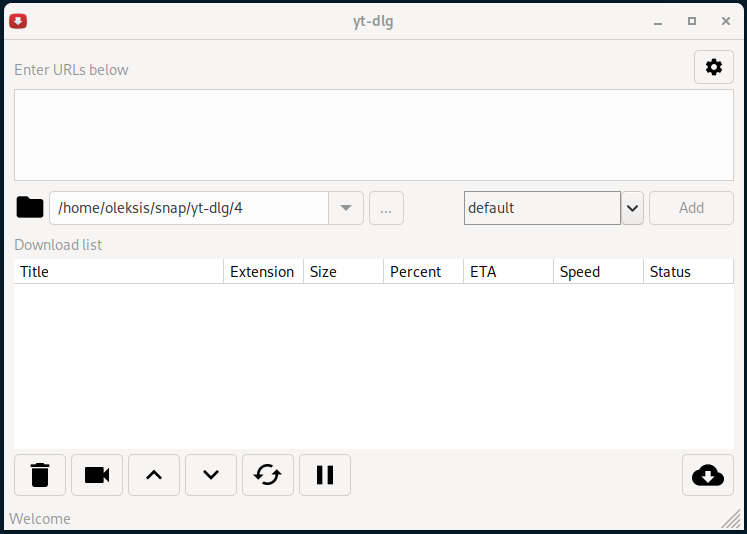 yt-dlg
Enter URLs below
/home/oleksis/snap/yt-dlg/4 ... default Add
Download list
Title Extension Size Percent ETA Speed Status
Welcome